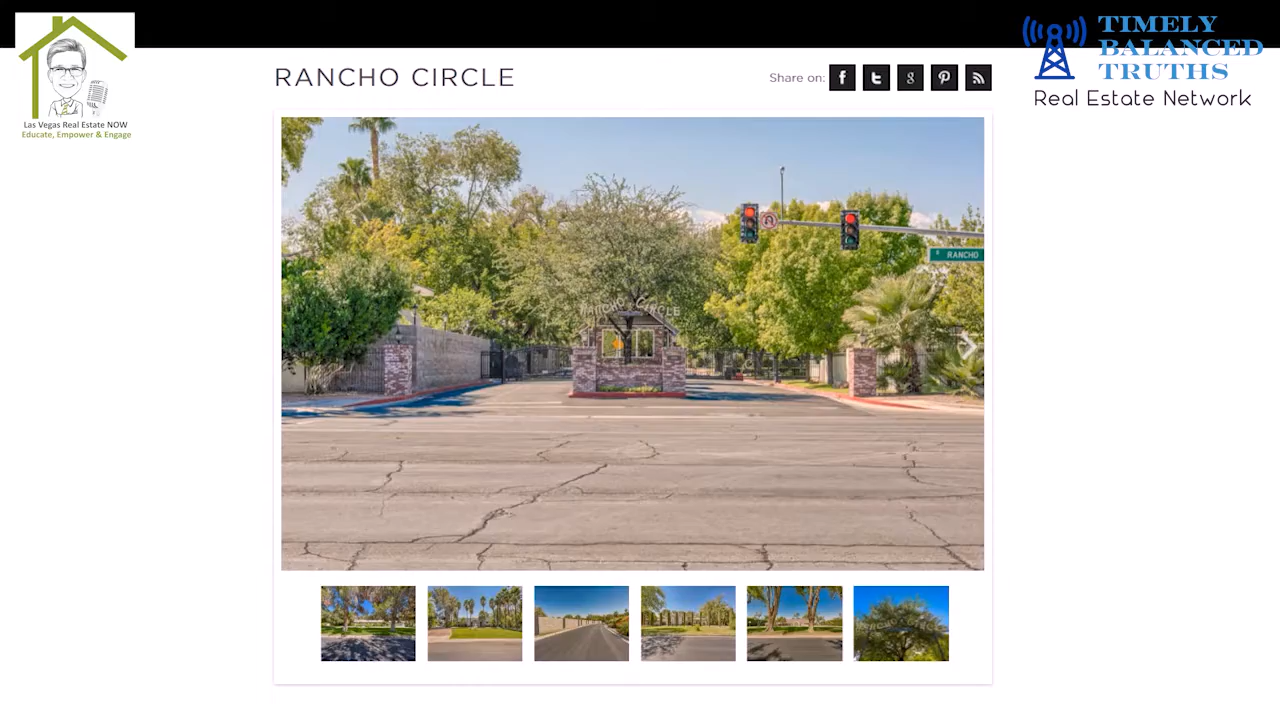 Las Vegas Real Estate NOW
Educate, Empower & Engage
TIMELY
BALANCED
TRUTHS
Real Estate Network
RANCHO CIRCLE
Share on:
RANCHO CIRCLE
RANCHO